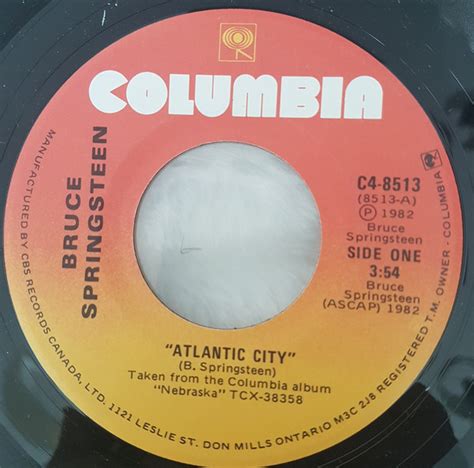 COLUMBIA
BRUCE
SPRINGSTEEN
C4-8513
(8513-A)
Ⓟ 1982
Bruce
Springsteen
SIDE ONE
3:54
Bruce
Springsteen
(ASCAP) 1982
"ATLANTIC CITY"
(B. Springsteen)
Taken from the Columbia album
"Nebraska" TCX-38358
MANUFACTURED BY CBS RECORDS CANADA, LTD. 1121 LESLIE ST. DON MILLS ONTARIO M3C 2J8 REGISTERED T.M. OWNER - COLUMBIA